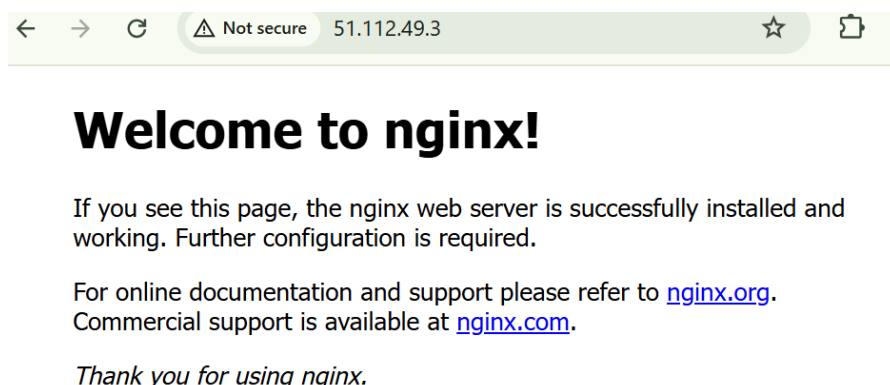 Not secure 51.112.49.3
Welcome to nginx!
If you see this page, the nginx web server is successfully installed and
working. Further configuration is required.
For online documentation and support please refer to nginx.org.
Commercial support is available at nginx.com.
Thank you for using nginx.